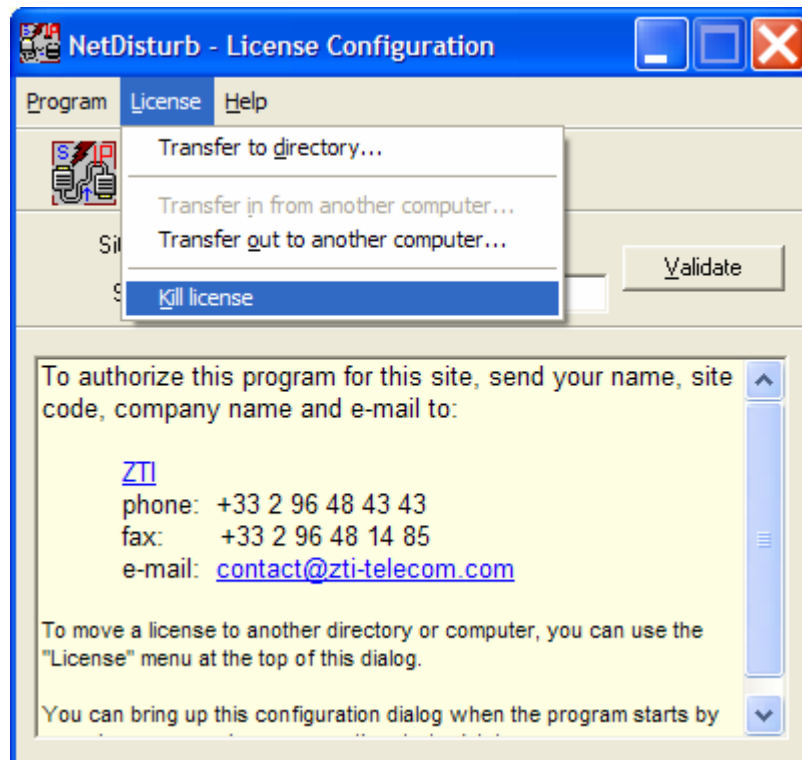 NetDisturb - License Configuration
Program License Help
Transfer to directory...
Transfer in from another computer...
Transfer out to another computer...
Kill license
Validate
To authorize this program for this site, send your name, site
code, company name and e-mail to:
ZTI
phone: +33 2 96 48 43 43
fax: +33 2 96 48 14 85
e-mail: contact@zti-telecom.com
To move a license to another directory or computer, you can use the
"License" menu at the top of this dialog.
You can bring up this configuration dialog when the program starts by